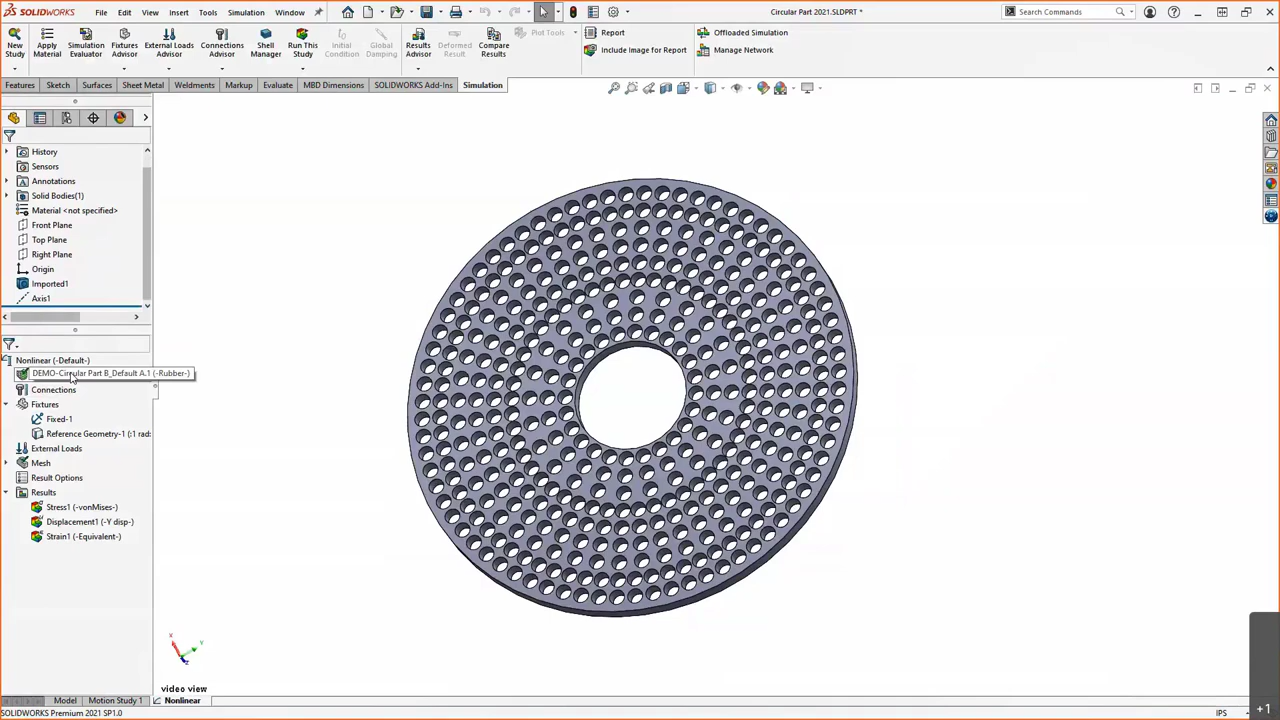 SOLIDWORKS File Edit View Insert Tools Simulation Window Circular Part 2021.SLDPRT * Search Commands
New Study
Apply Material
Simulation Evaluator
Fixtures Advisor
External Loads Advisor
Connections Advisor
Shell Manager
Run This Study
Initial Condition
Global Damping
Results Advisor
Deformed Result
Compare Results
Plot Tools
Report
Include Image for Report
Offloaded Simulation
Manage Network
Features Sketch Surfaces Sheet Metal Weldments Markup Evaluate MBD Dimensions SOLIDWORKS Add-Ins Simulation
History
Sensors
Annotations
Solid Bodies(1)
Material <not specified>
Front Plane
Top Plane
Right Plane
Origin
Imported1
Axis1
Nonlinear (-Default-)
DEMO-Circular Part B_Default A.1 (-Rubber-)
Connections
Fixtures
Fixed-1
Reference Geometry-1 (:1 rad:
External Loads
Mesh
Result Options
Results
Stress1 (-vonMises-)
Displacement1 (-Y disp-)
Strain1 (-Equivalent-)
X
Y
Z
video view
Model Motion Study 1 Nonlinear
SOLIDWORKS Premium 2021 SP1.0 IPS
+1